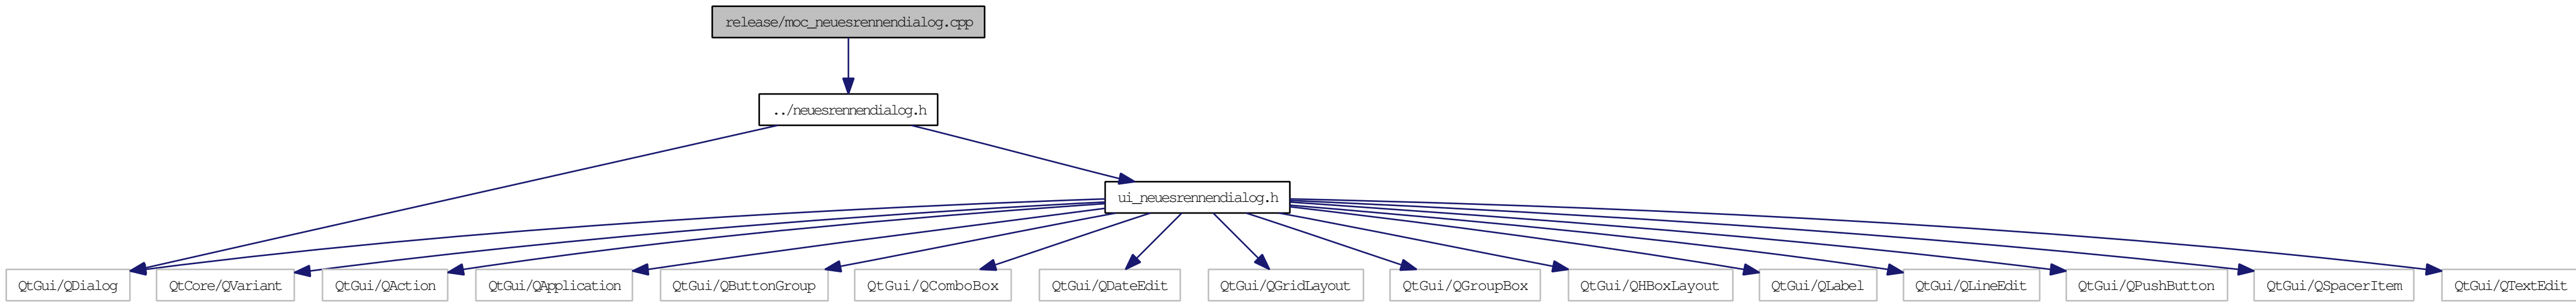 release/moc_neuesrennendialog.cpp
../neuesrennendialog.h
ui_neuesrennendialog.h
QtGui/QDialog
QtCore/QVariant
QtGui/QAction
QtGui/QApplication
QtGui/QButtonGroup
QtGui/QComboBox
QtGui/QDateEdit
QtGui/QGridLayout
QtGui/QGroupBox
QtGui/QHBoxLayout
QtGui/QLabel
QtGui/QLineEdit
QtGui/QPushButton
QtGui/QSpacerItem
QtGui/QTextEdit